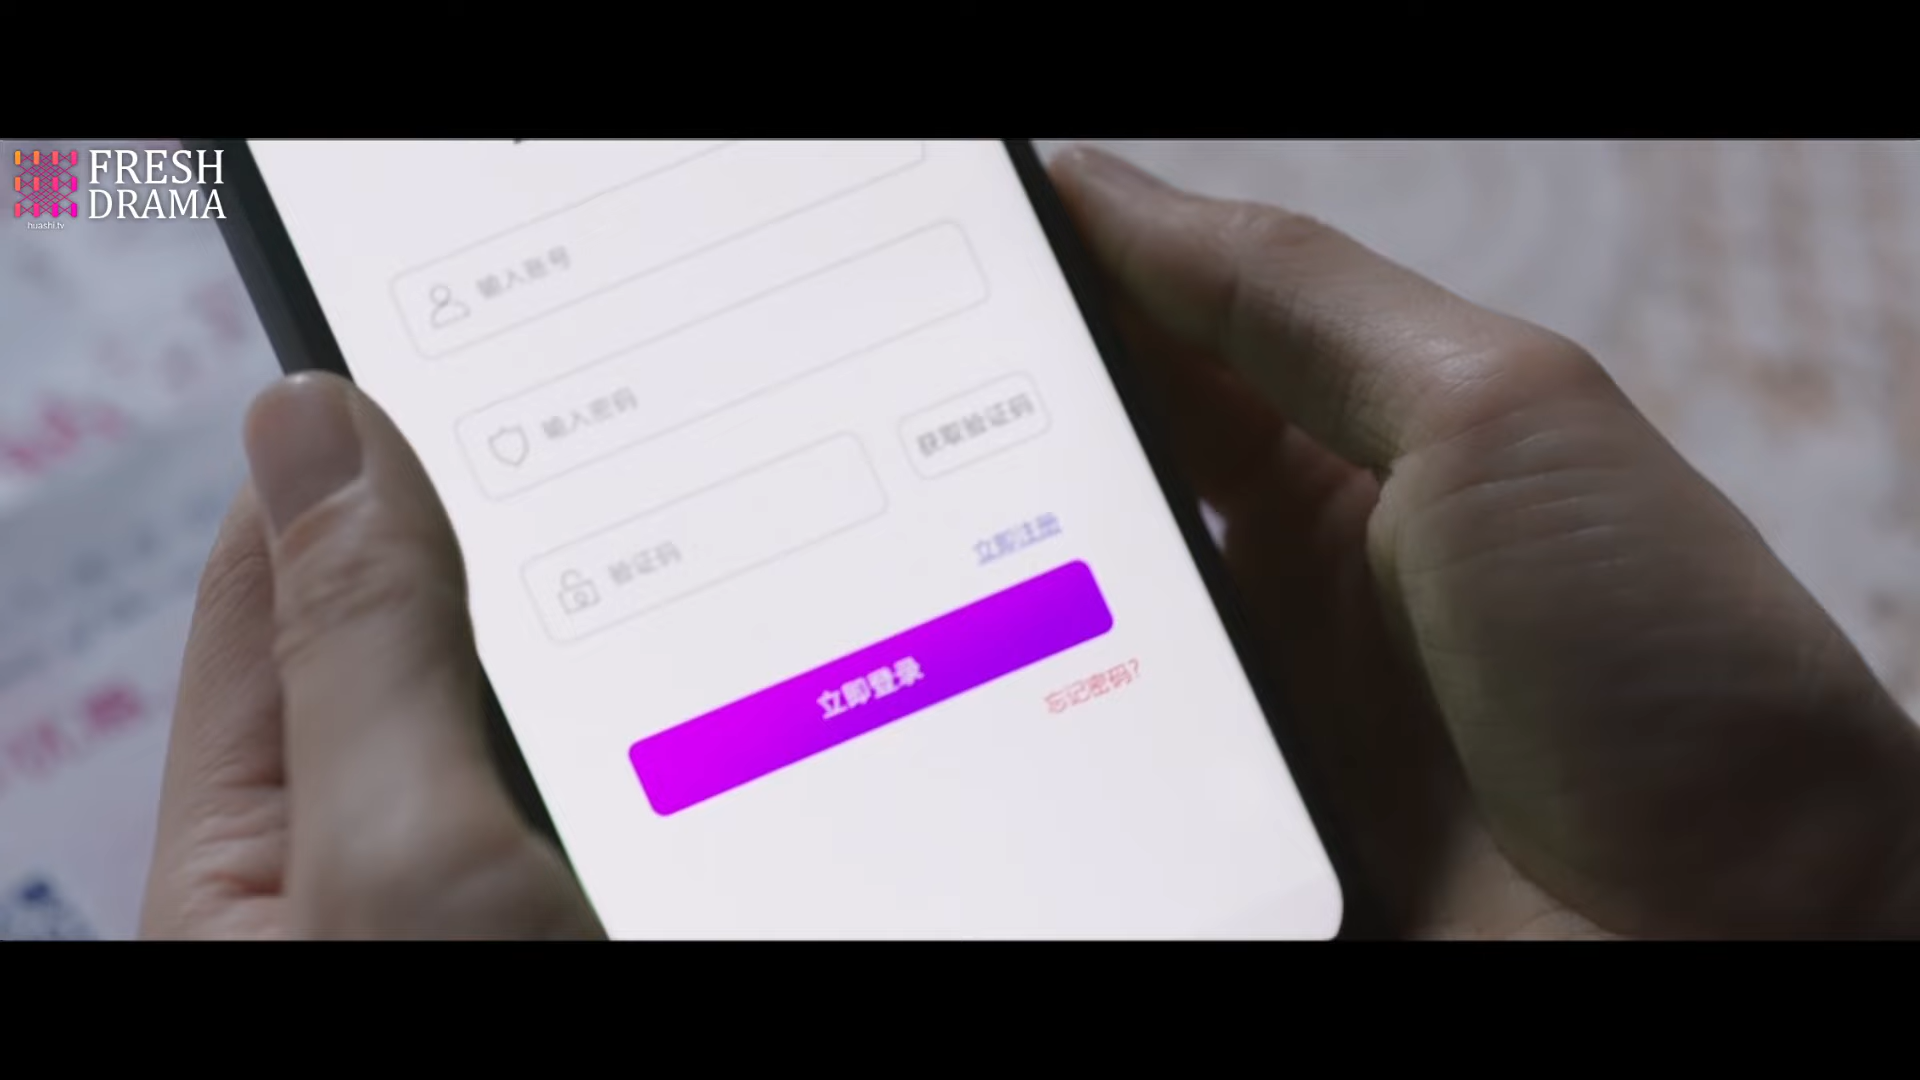 FRESH
DRAMA
huashi.tv
输入账号
输入密码
获取验证码
验证码
立即注册
立即登录
忘记密码?